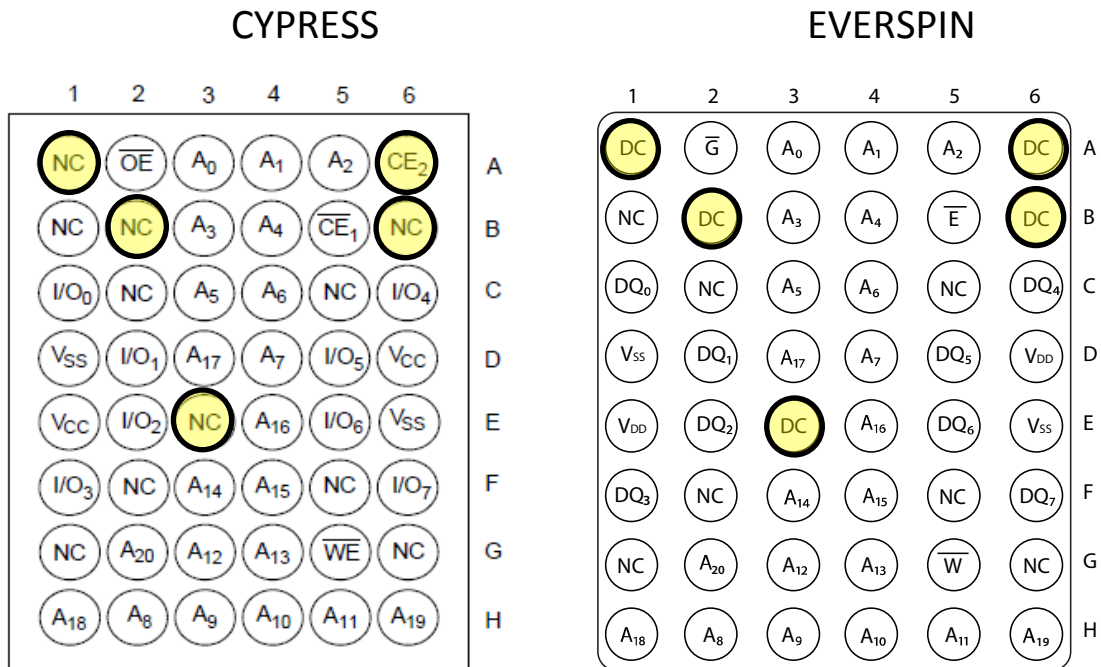 CYPRESS
1 2 3 4 5 6
NC O̅E̅ A₀ A₁ A₂ CE₂ A
NC NC A₃ A₄ C̅E̅₁ NC B
I/O₀ NC A₅ A₆ NC I/O₄ C
VSS I/O₁ A₁₇ A₇ I/O₅ VCC D
VCC I/O₂ NC A₁₆ I/O₆ VSS E
I/O₃ NC A₁₄ A₁₅ NC I/O₇ F
NC A₂₀ A₁₂ A₁₃ W̅E̅ NC G
A₁₈ A₈ A₉ A₁₀ A₁₁ A₁₉ H
EVERSPIN
1 2 3 4 5 6
DC G̅ A₀ A₁ A₂ DC A
NC DC A₃ A₄ E̅ DC B
DQ₀ NC A₅ A₆ NC DQ₄ C
VSS DQ₁ A₁₇ A₇ DQ₅ VDD D
VDD DQ₂ DC A₁₆ DQ₆ VSS E
DQ₃ NC A₁₄ A₁₅ NC DQ₇ F
NC A₂₀ A₁₂ A₁₃ W̅ NC G
A₁₈ A₈ A₉ A₁₀ A₁₁ A₁₉ H